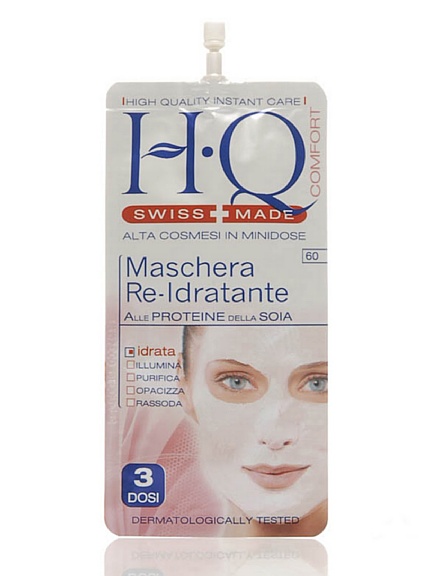 HIGH QUALITY INSTANT CARE
H·Q
COMFORT
SWISS MADE
ALTA COSMESI IN MINIDOSE
60
Maschera
Re-Idratante
ALLE PROTEINE DELLA SOIA
idrata
ILLUMINA
PURIFICA
OPACIZZA
RASSODA
3
DOSI
DERMATOLOGICALLY TESTED